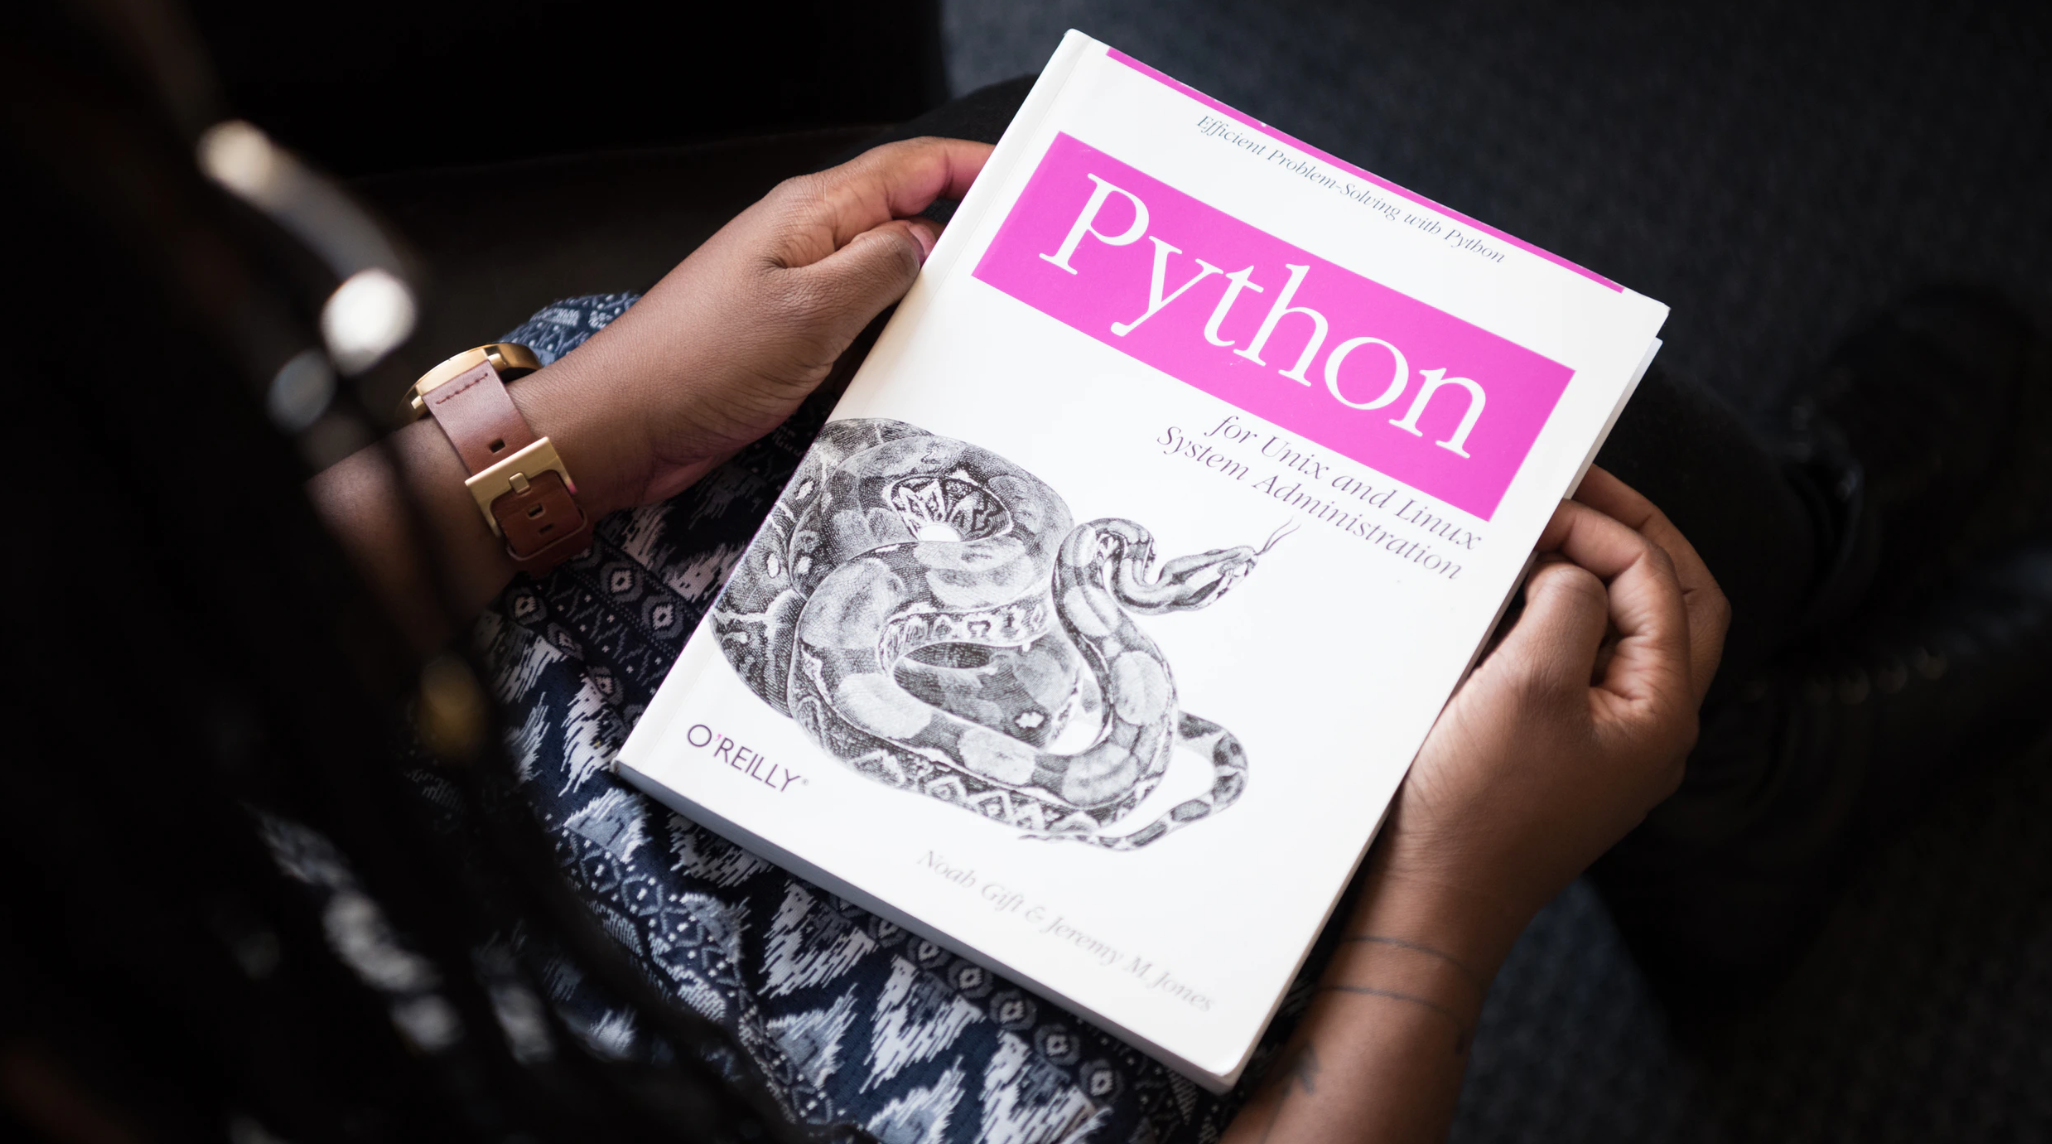 Efficient Problem-Solving with Python
Python
for Unix and Linux
System Administration
O'REILLY®
Noah Gift & Jeremy M. Jones